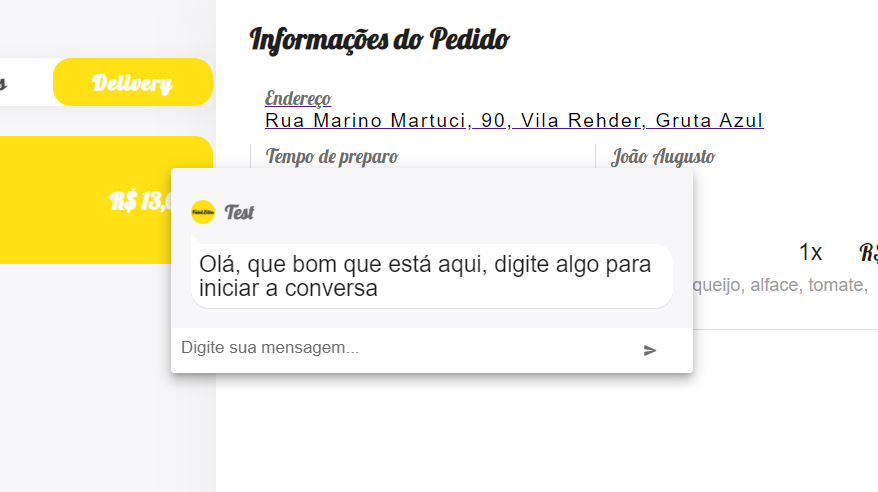 Informações do Pedido
Delivery
Endereço
Rua Marino Martuci, 90, Vila Rehder, Gruta Azul
Tempo de preparo
João Augusto
R$ 13,
Test
1x
R$
Olá, que bom que está aqui, digite algo para
iniciar a conversa
queijo, alface, tomate,
Digite sua mensagem...